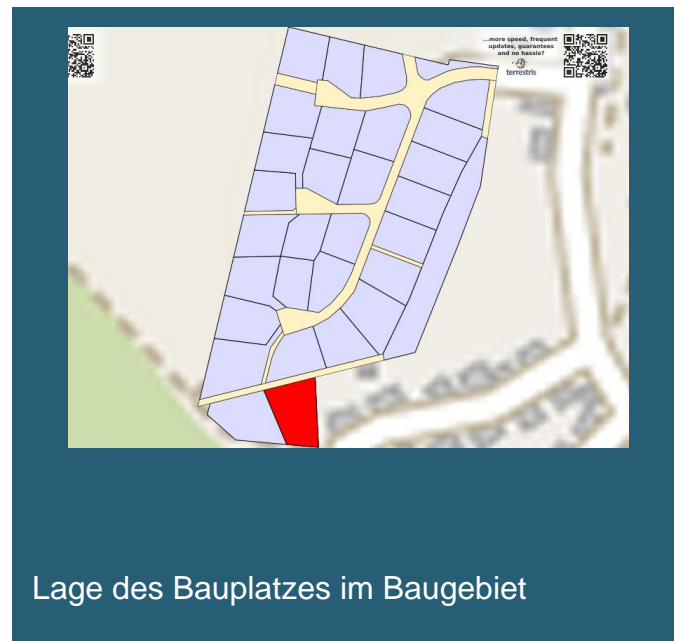 ...more speed, frequent
updates, guarantees
and no hassle?
terrestris
Lage des Bauplatzes im Baugebiet